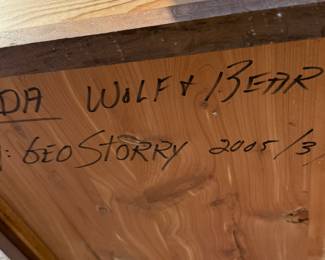 DA WOLF & BEAR
: GEO STORRY 2005/3/